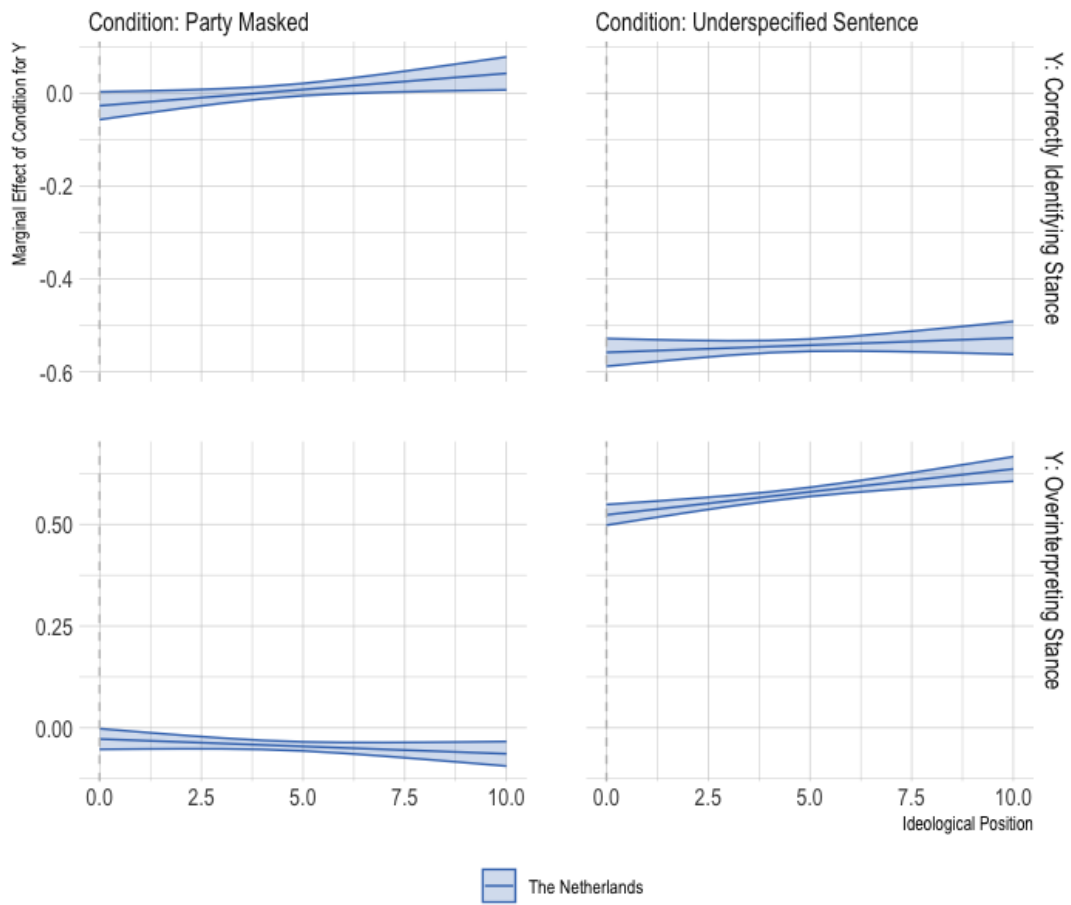 Condition: Party Masked
Condition: Underspecified Sentence
Marginal Effect of Condition for Y
0.0
-0.2
-0.4
-0.6
Y: Correctly Identifying Stance
0.50
0.25
0.00
Y: Overinterpreting Stance
0.0 2.5 5.0 7.5 10.0
0.0 2.5 5.0 7.5 10.0
Ideological Position
The Netherlands